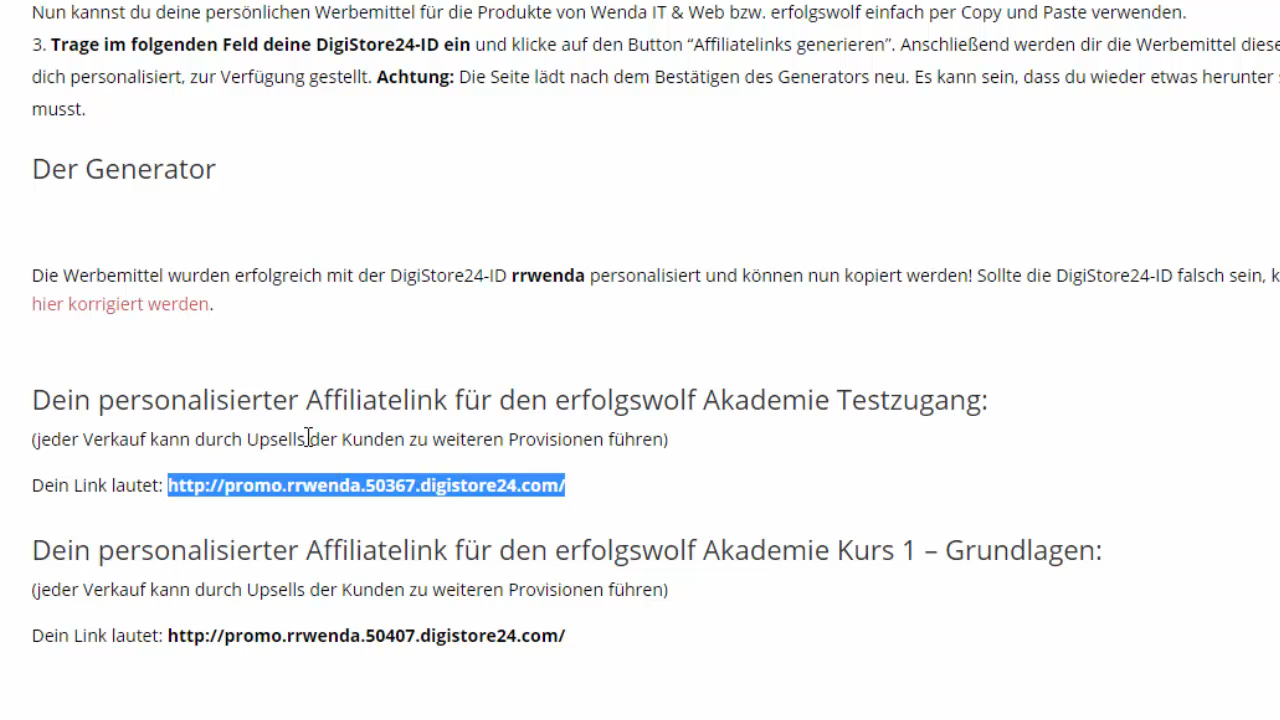 Nun kannst du deine persönlichen Werbemittel für die Produkte von Wenda IT & Web bzw. erfolgswolf einfach per Copy und Paste verwenden.
3. Trage im folgenden Feld deine DigiStore24-ID ein und klicke auf den Button “Affiliatelinks generieren”. Anschließend werden dir die Werbemittel
dich personalisiert, zur Verfügung gestellt. Achtung: Die Seite lädt nach dem Bestätigen des Generators neu. Es kann sein, dass du wieder etwas herunter
musst.
Der Generator
Die Werbemittel wurden erfolgreich mit der DigiStore24-ID rrwenda personalisiert und können nun kopiert werden! Sollte die DigiStore24-ID falsch sein,
hier korrigiert werden.
Dein personalisierter Affiliatelink für den erfolgswolf Akademie Testzugang:
(jeder Verkauf kann durch Upsells der Kunden zu weiteren Provisionen führen)
Dein Link lautet: http://promo.rrwenda.50367.digistore24.com/
Dein personalisierter Affiliatelink für den erfolgswolf Akademie Kurs 1 – Grundlagen:
(jeder Verkauf kann durch Upsells der Kunden zu weiteren Provisionen führen)
Dein Link lautet: http://promo.rrwenda.50407.digistore24.com/